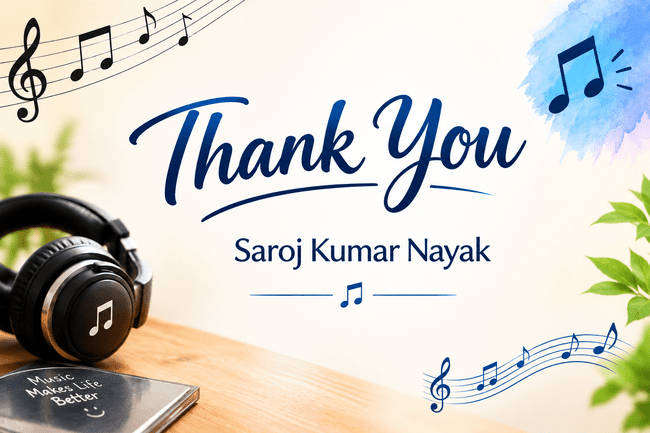 Thank You
Saroj Kumar Nayak
Music
Makes Life
Better